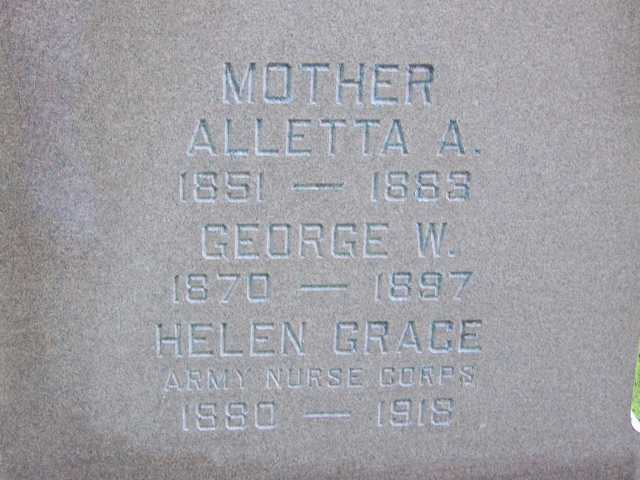 MOTHER
ALLETTA A.
1851 — 1883
GEORGE W.
1870 — 1897
HELEN GRACE
ARMY NURSE CORPS
1880 — 1918